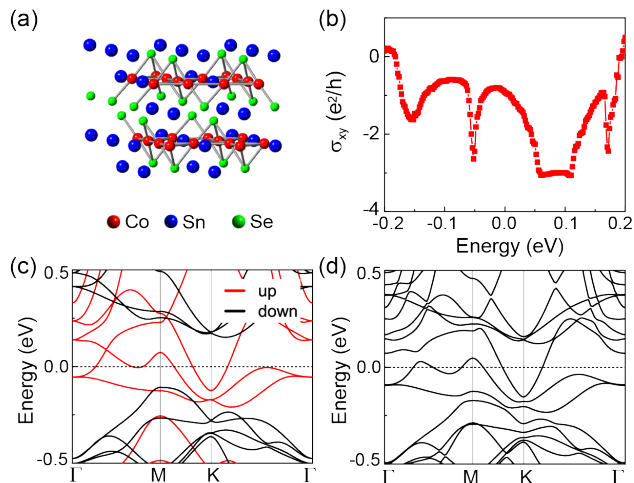 (a)
Co Sn Se
(b)
σxy (e²/h)
0
-2
-4
-0.2 -0.1 0.0 0.1 0.2
Energy (eV)
(c)
Energy (eV)
0.5
0.0
-0.5
up
down
Γ M K Γ
(d)
Energy (eV)
0.5
0.0
-0.5
Γ M K Γ